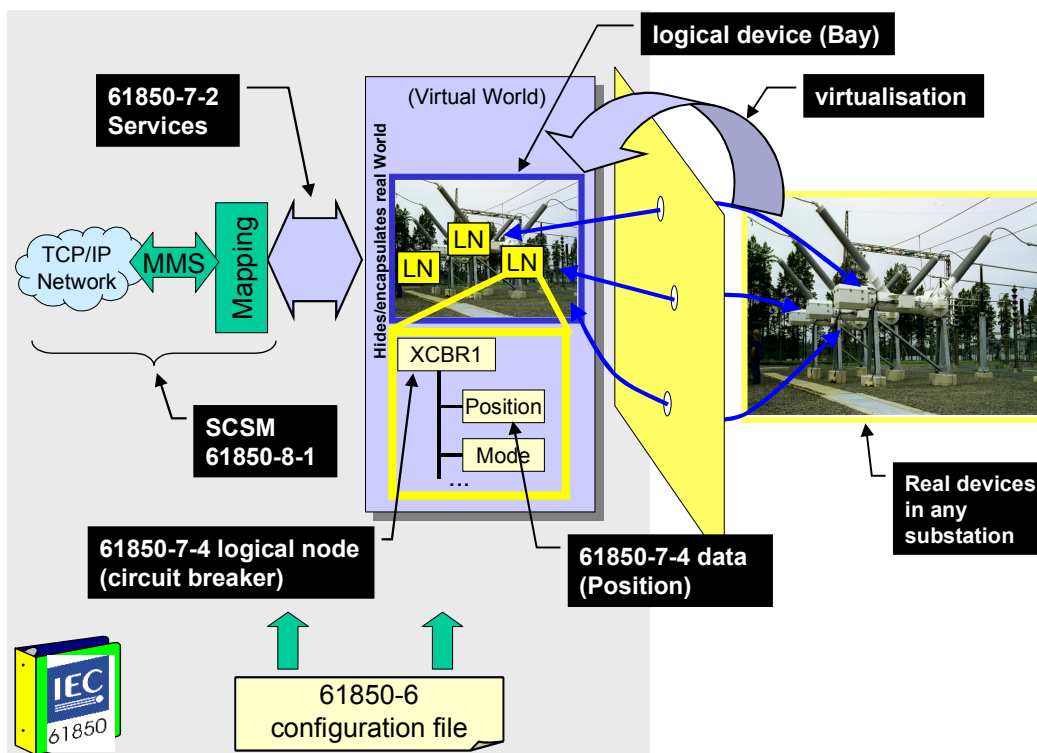 logical device (Bay)
61850-7-2
Services
(Virtual World)
virtualisation
Hides/encapsulates real World
LN
LN
LN
TCP/IP
Network
MMS
Mapping
XCBR1
Position
Mode
...
SCSM
61850-8-1
Real devices
in any
substation
61850-7-4 logical node
(circuit breaker)
61850-7-4 data
(Position)
IEC
61850
61850-6
configuration file